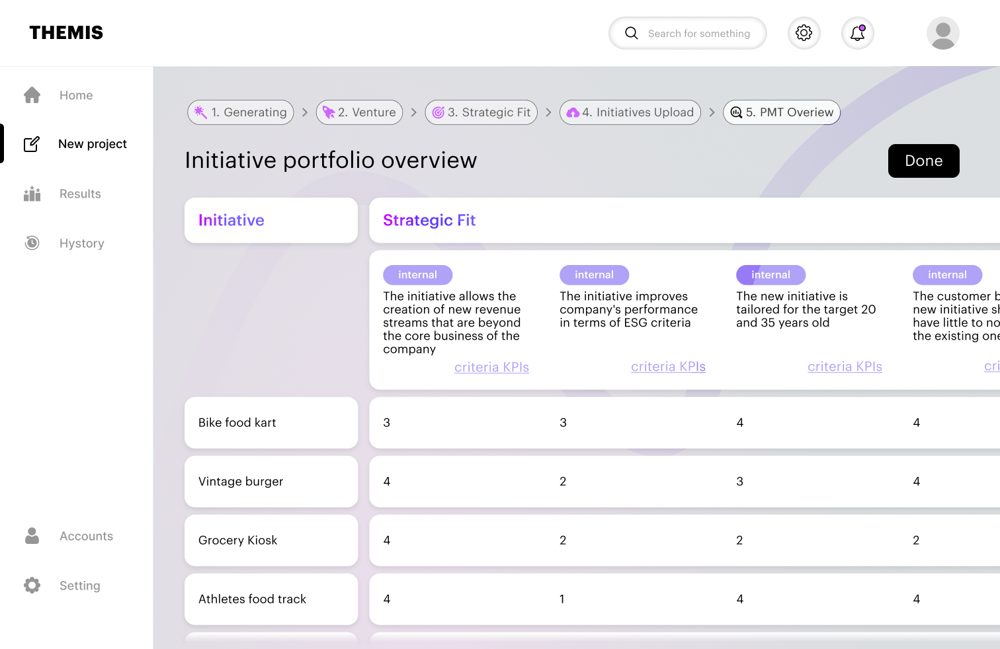 THEMIS
Search for something
Home
New project
Results
Hystory
Accounts
Setting
1. Generating
2. Venture
3. Strategic Fit
4. Initiatives Upload
5. PMT Overiew
Initiative portfolio overview
Done
Initiative
Strategic Fit
internal
The initiative allows the
creation of new revenue
streams that are beyond
the core business of the
company
criteria KPIs
internal
The initiative improves
company's performance
in terms of ESG criteria
criteria KPIs
internal
The new initiative is
tailored for the target 20
and 35 years old
criteria KPIs
internal
The customer b
new initiative sh
have little to no
the existing one
cri
Bike food kart
3
3
4
4
Vintage burger
4
2
3
4
Grocery Kiosk
4
2
2
2
Athletes food track
4
1
4
4